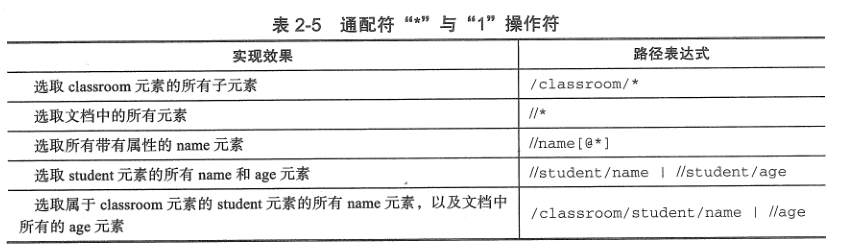 表 2-5 通配符“*”与“1”操作符
实现效果 路径表达式
选取 classroom 元素的所有子元素 /classroom/*
选取文档中的所有元素 //*
选取所有带有属性的 name 元素 //name[@*]
选取 student 元素的所有 name 和 age 元素 //student/name | //student/age
选取属于 classroom 元素的 student 元素的所有 name 元素，以及文档中
所有的 age 元素 /classroom/student/name | //age